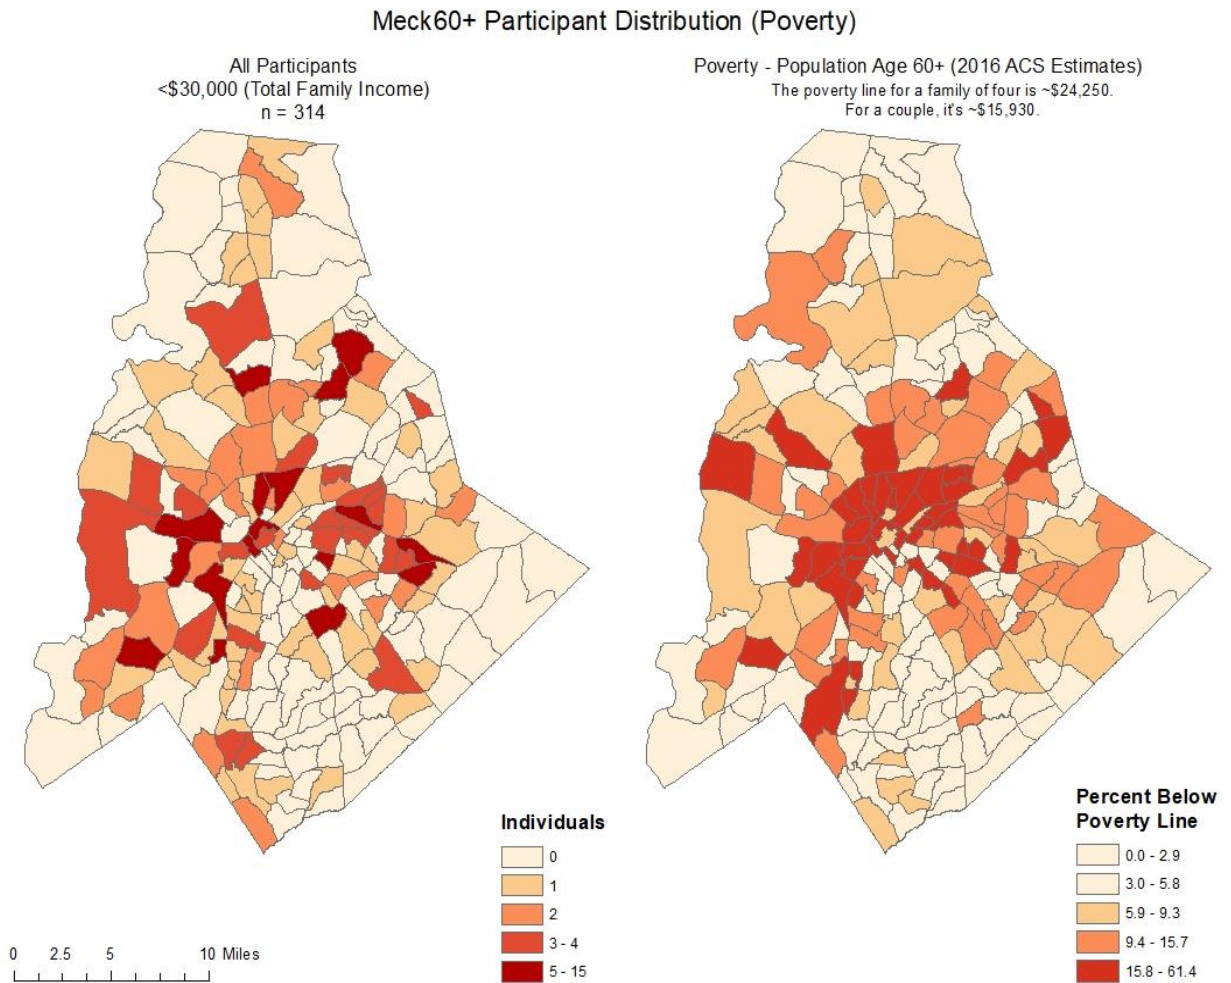 Meck60+ Participant Distribution (Poverty)
All Participants
<$30,000 (Total Family Income)
n = 314
Poverty - Population Age 60+ (2016 ACS Estimates)
The poverty line for a family of four is ~$24,250.
For a couple, it's ~$15,930.
Individuals
0
1
2
3 - 4
5 - 15
Percent Below
Poverty Line
0.0 - 2.9
3.0 - 5.8
5.9 - 9.3
9.4 - 15.7
15.8 - 61.4
0 2.5 5 10 Miles